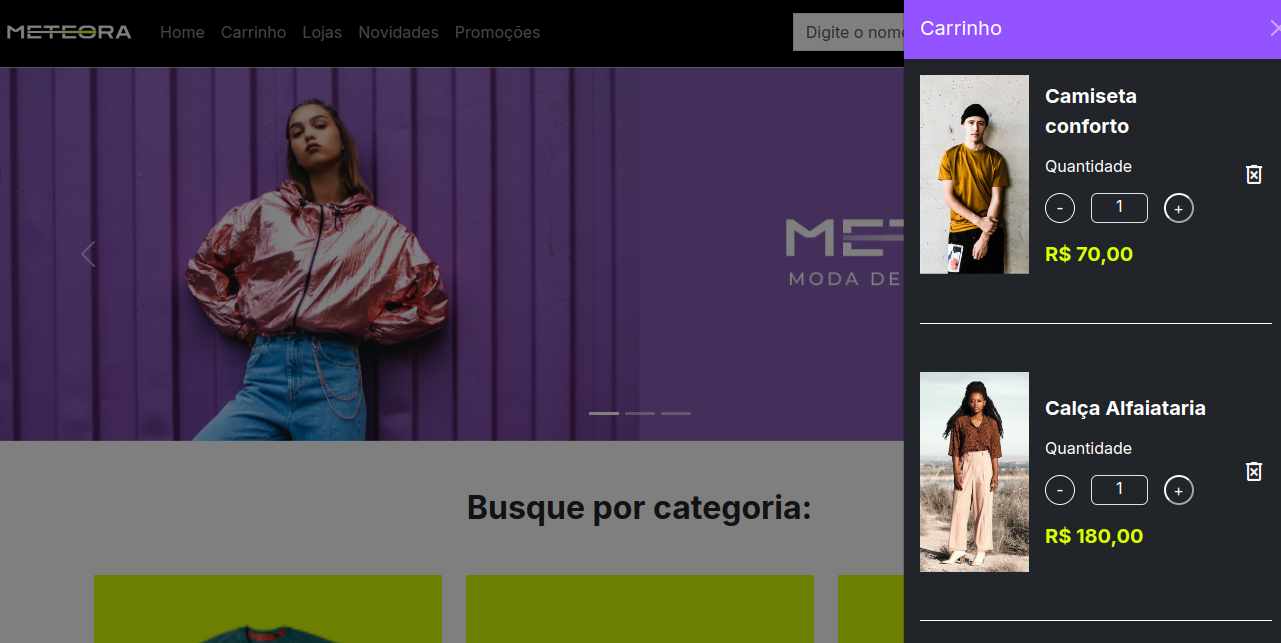 METEORA
Home Carrinho Lojas Novidades Promoções
Digite o nome
MODA DE
Busque por categoria:
Carrinho
Camiseta
conforto
Quantidade
- 1 +
R$ 70,00
Calça Alfaiataria
Quantidade
- 1 +
R$ 180,00